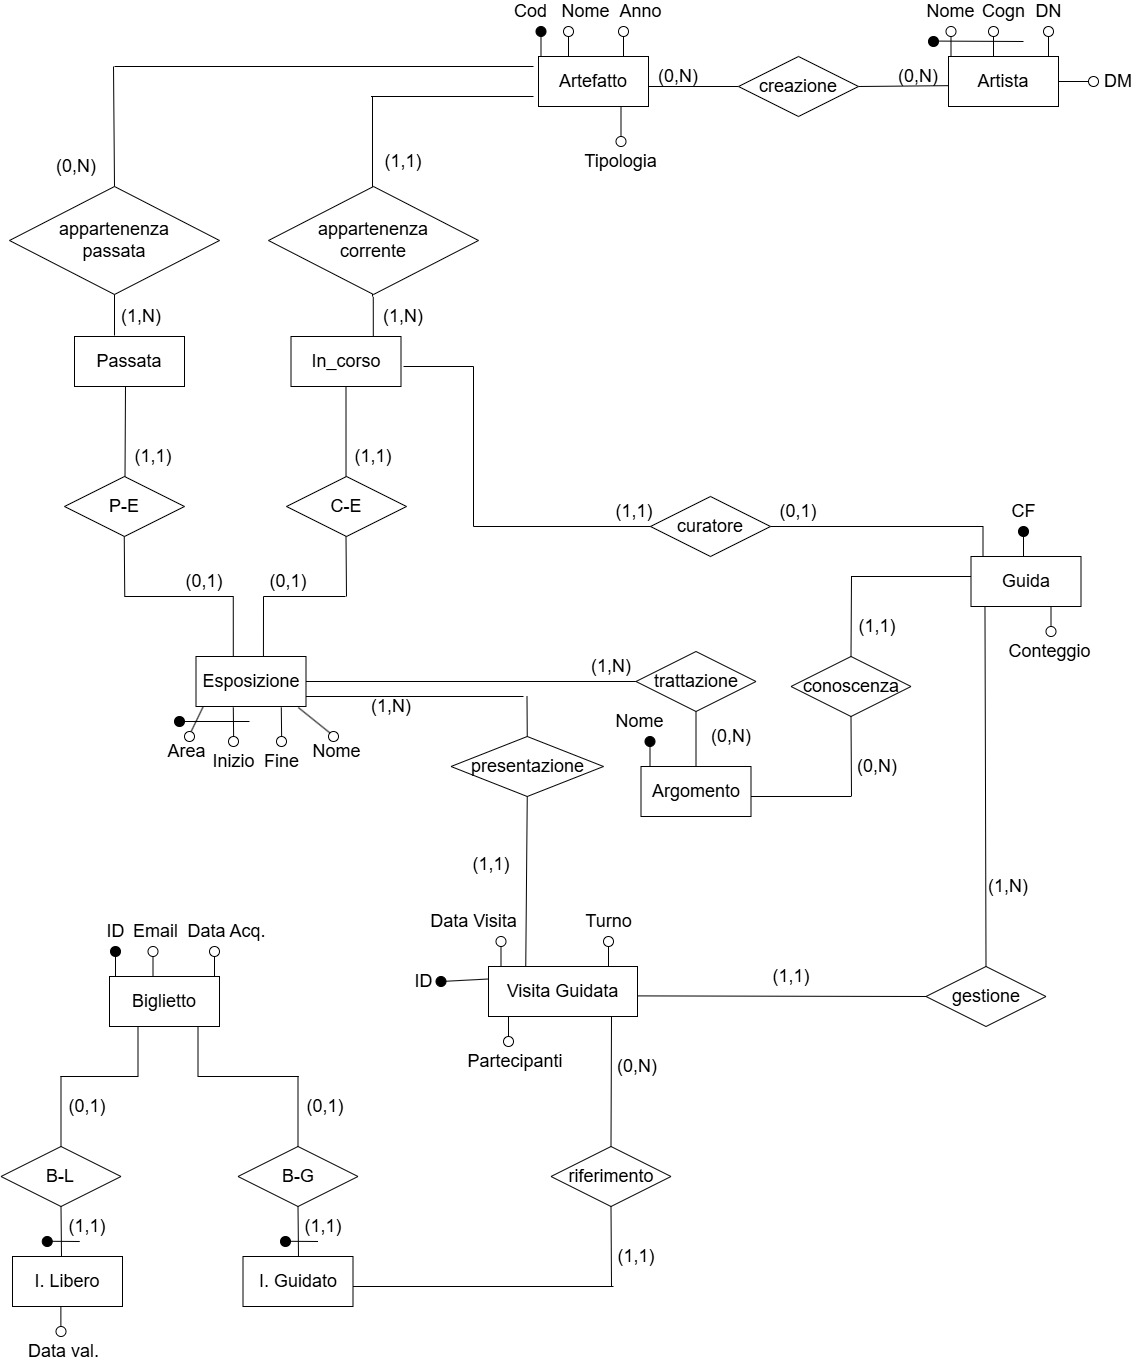 Cod Nome Anno
Nome Cogn DN
Artefatto
(0,N)
creazione
(0,N)
Artista
DM
Tipologia
(0,N)
(1,1)
appartenenza
passata
appartenenza
corrente
(1,N)
(1,N)
Passata
In_corso
(1,1)
(1,1)
P-E
C-E
(1,1)
curatore
(0,1)
CF
(0,1)
(0,1)
Guida
Conteggio
(1,1)
Esposizione
(1,N)
trattazione
conoscenza
(1,N)
Area
Inizio
Fine
Nome
Nome
(0,N)
(0,N)
presentazione
Argomento
(1,1)
(1,N)
ID Email Data Acq.
Data Visita
Turno
ID
Biglietto
Visita Guidata
(1,1)
gestione
Partecipanti
(0,N)
(0,1)
(0,1)
B-L
B-G
riferimento
(1,1)
(1,1)
(1,1)
I. Libero
I. Guidato
Data val.